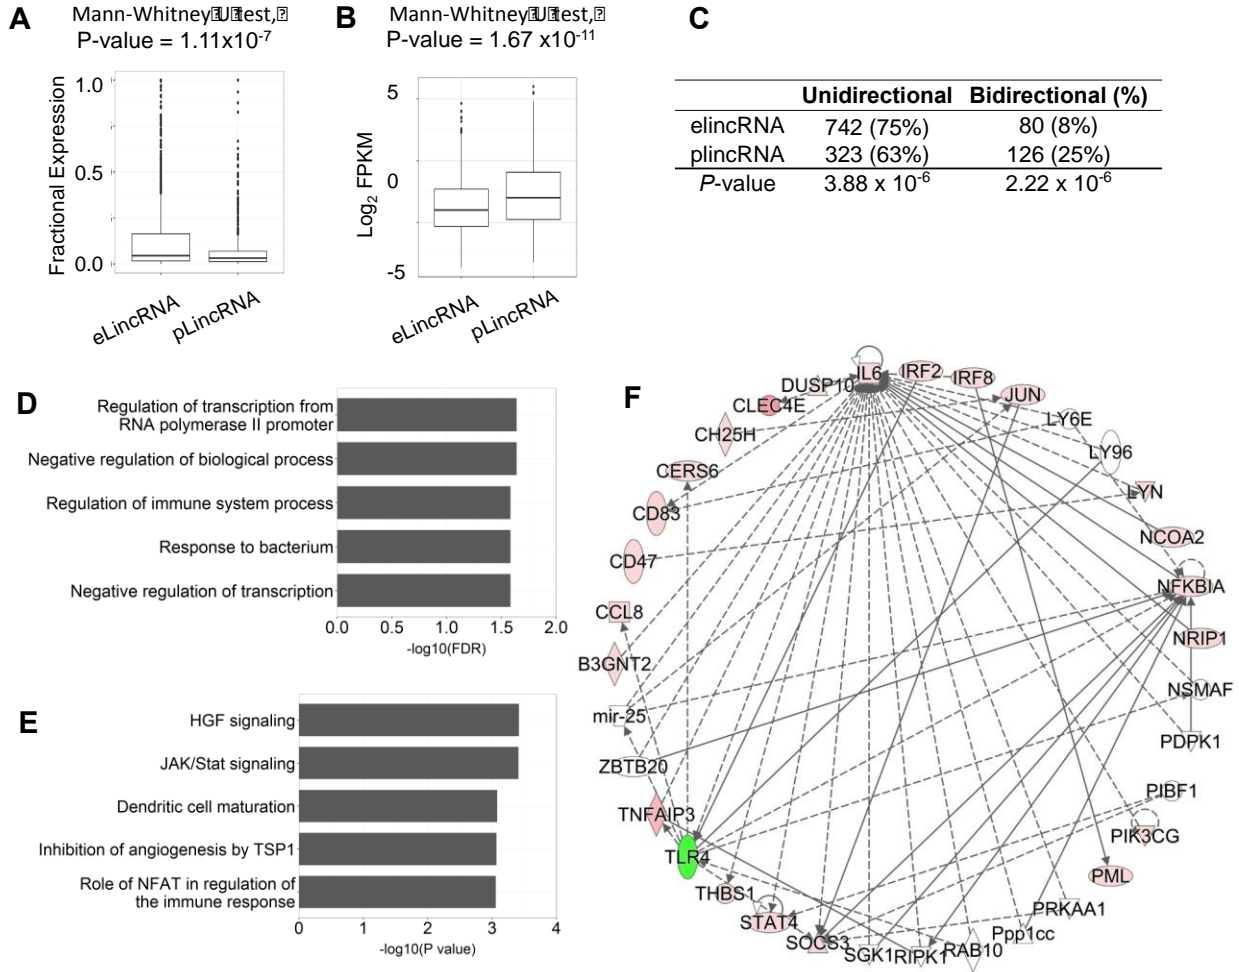 A
Mann-Whitney U test,
P-value = 1.11x10-7
Fractional Expression
1.0
0.5
0.0
eLincRNA
pLincRNA
B
Mann-Whitney U test,
P-value = 1.67 x10-11
Log2 FPKM
5
0
-5
eLincRNA
pLincRNA
C
Unidirectional Bidirectional (%)
elincRNA 742 (75%) 80 (8%)
plincRNA 323 (63%) 126 (25%)
P-value 3.88 x 10-6 2.22 x 10-6
D
Regulation of transcription from
RNA polymerase II promoter
Negative regulation of biological process
Regulation of immune system process
Response to bacterium
Negative regulation of transcription
0.0 0.5 1.0 1.5 2.0
-log10(FDR)
E
HGF signaling
JAK/Stat signaling
Dendritic cell maturation
Inhibition of angiogenesis by TSP1
Role of NFAT in regulation of
the immune response
0 1 2 3 4
-log10(P value)
F
IL6
IRF2
IRF8
JUN
LY6E
LY96
LYN
NCOA2
NFKBIA
NRIP1
NSMAF
PDPK1
PIBF1
PIK3CG
PML
PRKAA1
Ppp1cc
RAB10
RIPK1
SGK1
SOCS3
STAT4
THBS1
TLR4
TNFAIP3
ZBTB20
mir-25
B3GNT2
CCL8
CD47
CD83
CERS6
CH25H
CLEC4E
DUSP10